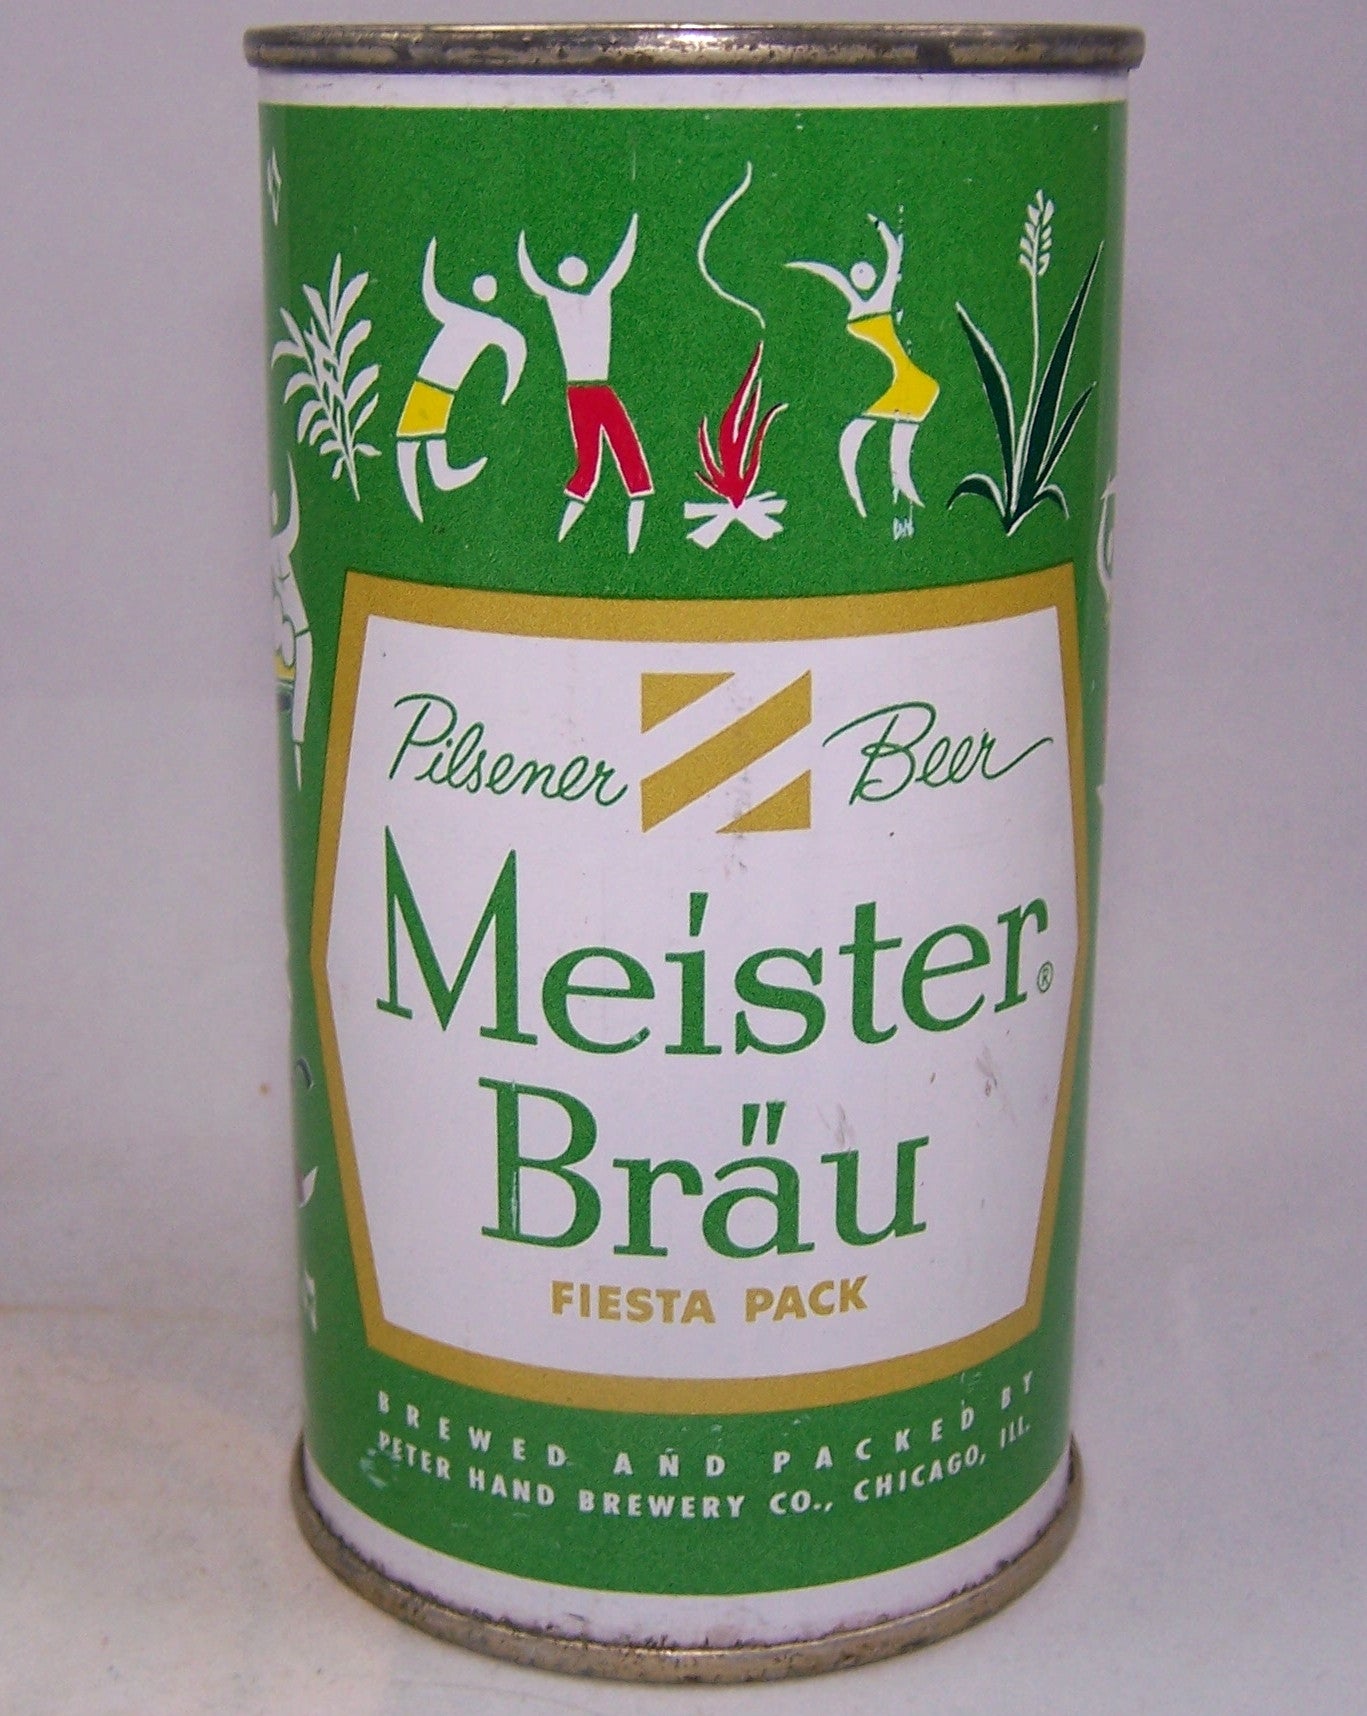 Pilsener Beer
Meister®
Bräu
FIESTA PACK
BREWED AND PACKED BY
PETER HAND BREWERY CO., CHICAGO, ILL.